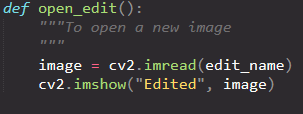 def open_edit():
    """To open a new image
    """
    image = cv2.imread(edit_name)
    cv2.imshow("Edited", image)